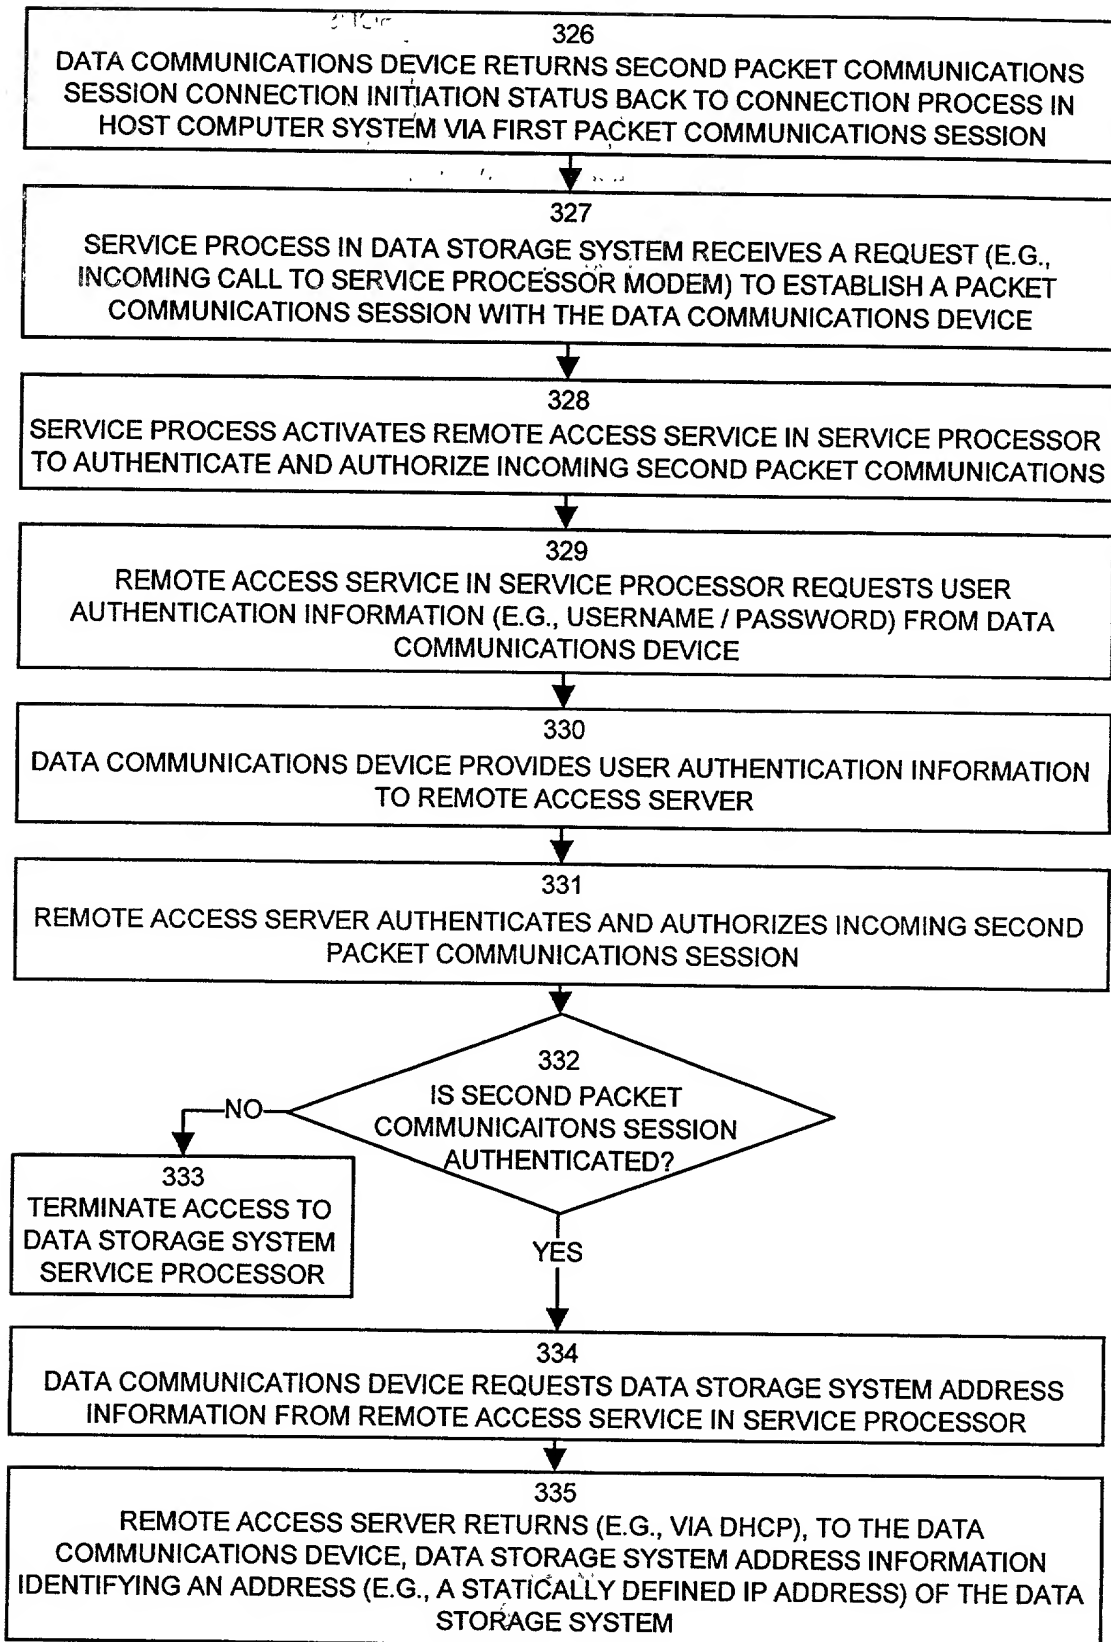 326
DATA COMMUNICATIONS DEVICE RETURNS SECOND PACKET COMMUNICATIONS
SESSION CONNECTION INITIATION STATUS BACK TO CONNECTION PROCESS IN
HOST COMPUTER SYSTEM VIA FIRST PACKET COMMUNICATIONS SESSION
327
SERVICE PROCESS IN DATA STORAGE SYSTEM RECEIVES A REQUEST (E.G.,
INCOMING CALL TO SERVICE PROCESSOR MODEM) TO ESTABLISH A PACKET
COMMUNICATIONS SESSION WITH THE DATA COMMUNICATIONS DEVICE
328
SERVICE PROCESS ACTIVATES REMOTE ACCESS SERVICE IN SERVICE PROCESSOR
TO AUTHENTICATE AND AUTHORIZE INCOMING SECOND PACKET COMMUNICATIONS
329
REMOTE ACCESS SERVICE IN SERVICE PROCESSOR REQUESTS USER
AUTHENTICATION INFORMATION (E.G., USERNAME / PASSWORD) FROM DATA
COMMUNICATIONS DEVICE
330
DATA COMMUNICATIONS DEVICE PROVIDES USER AUTHENTICATION INFORMATION
TO REMOTE ACCESS SERVER
331
REMOTE ACCESS SERVER AUTHENTICATES AND AUTHORIZES INCOMING SECOND
PACKET COMMUNICATIONS SESSION
332
IS SECOND PACKET
COMMUNICAITONS SESSION
AUTHENTICATED?
NO
333
TERMINATE ACCESS TO
DATA STORAGE SYSTEM
SERVICE PROCESSOR
YES
334
DATA COMMUNICATIONS DEVICE REQUESTS DATA STORAGE SYSTEM ADDRESS
INFORMATION FROM REMOTE ACCESS SERVICE IN SERVICE PROCESSOR
335
REMOTE ACCESS SERVER RETURNS (E.G., VIA DHCP), TO THE DATA
COMMUNICATIONS DEVICE, DATA STORAGE SYSTEM ADDRESS INFORMATION
IDENTIFYING AN ADDRESS (E.G., A STATICALLY DEFINED IP ADDRESS) OF THE DATA
STORAGE SYSTEM